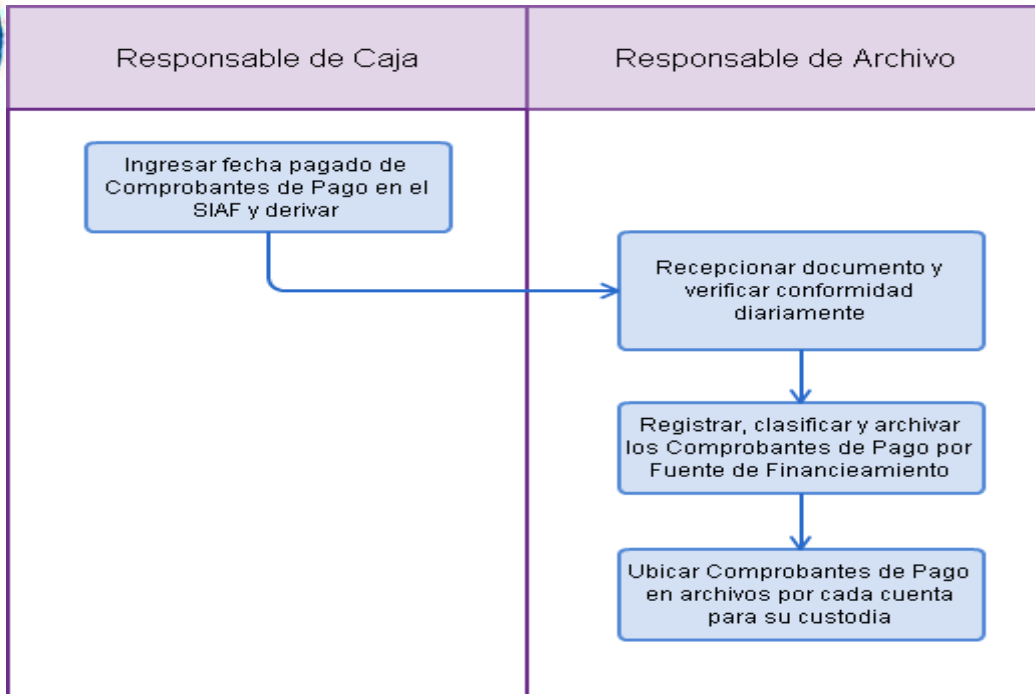 Responsable de Caja
Responsable de Archivo
Ingresar fecha pagado de
Comprobantes de Pago en el
SIAF y derivar
Recepcionar documento y
verificar conformidad
diariamente
Registrar, clasificar y archivar
los Comprobantes de Pago por
Fuente de Financieamiento
Ubicar Comprobantes de Pago
en archivos por cada cuenta
para su custodia